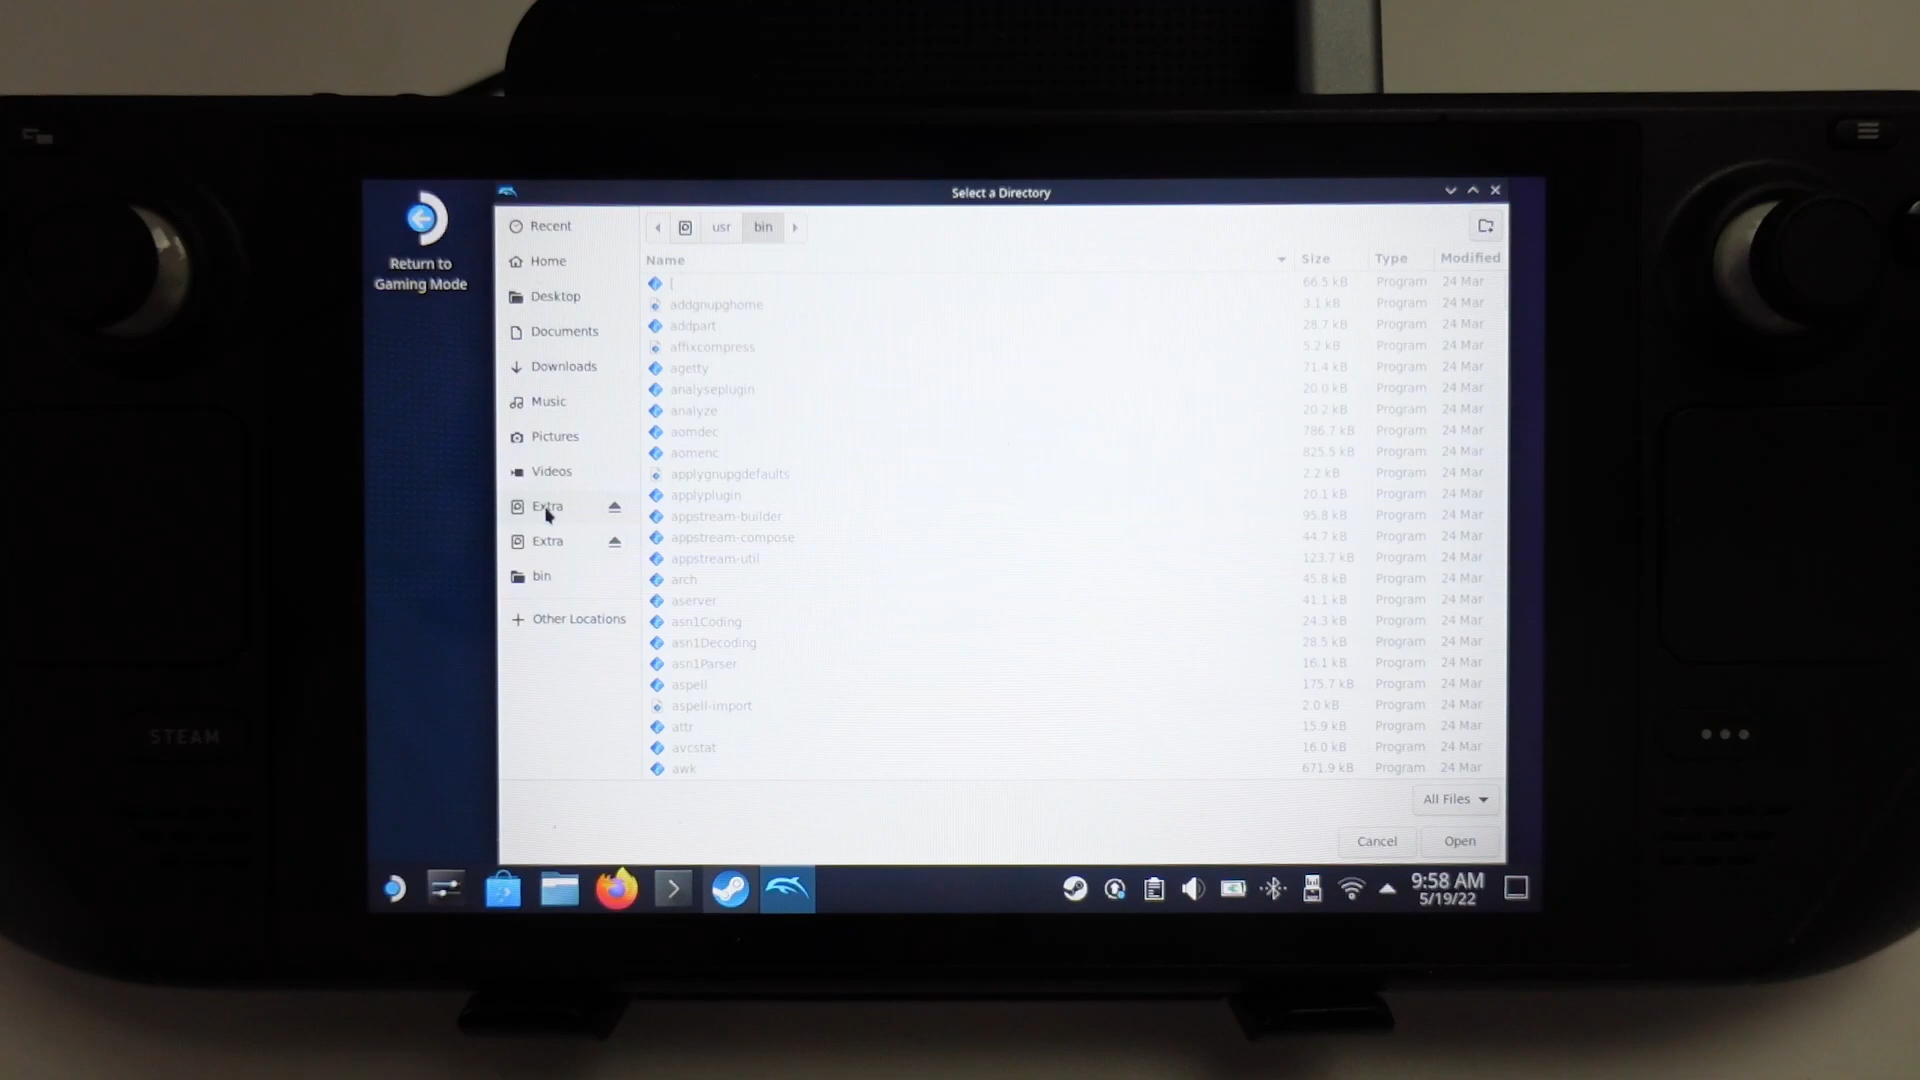 Select a Directory
Return to
Gaming Mode
Recent
Home
Desktop
Documents
Downloads
Music
Pictures
Videos
Extra
Extra
bin
Other Locations
usr bin
Name Size Type Modified
[ 66.5 kB Program 24 Mar
addgnupghome 3.1 kB Program 24 Mar
addpart 28.7 kB Program 24 Mar
affixcompress 5.2 kB Program 24 Mar
agetty 71.4 kB Program 24 Mar
analyseplugin 20.0 kB Program 24 Mar
analyze 20.2 kB Program 24 Mar
aomdec 786.7 kB Program 24 Mar
aomenc 825.5 kB Program 24 Mar
applygnupgdefaults 2.2 kB Program 24 Mar
applyplugin 20.1 kB Program 24 Mar
appstream-builder 95.8 kB Program 24 Mar
appstream-compose 44.7 kB Program 24 Mar
appstream-util 123.7 kB Program 24 Mar
arch 45.8 kB Program 24 Mar
aserver 41.1 kB Program 24 Mar
asn1Coding 24.3 kB Program 24 Mar
asn1Decoding 28.5 kB Program 24 Mar
asn1Parser 16.1 kB Program 24 Mar
aspell 175.7 kB Program 24 Mar
aspell-import 2.0 kB Program 24 Mar
attr 15.9 kB Program 24 Mar
avcstat 16.0 kB Program 24 Mar
awk 671.9 kB Program 24 Mar
All Files
Cancel Open
STEAM
9:58 AM
5/19/22